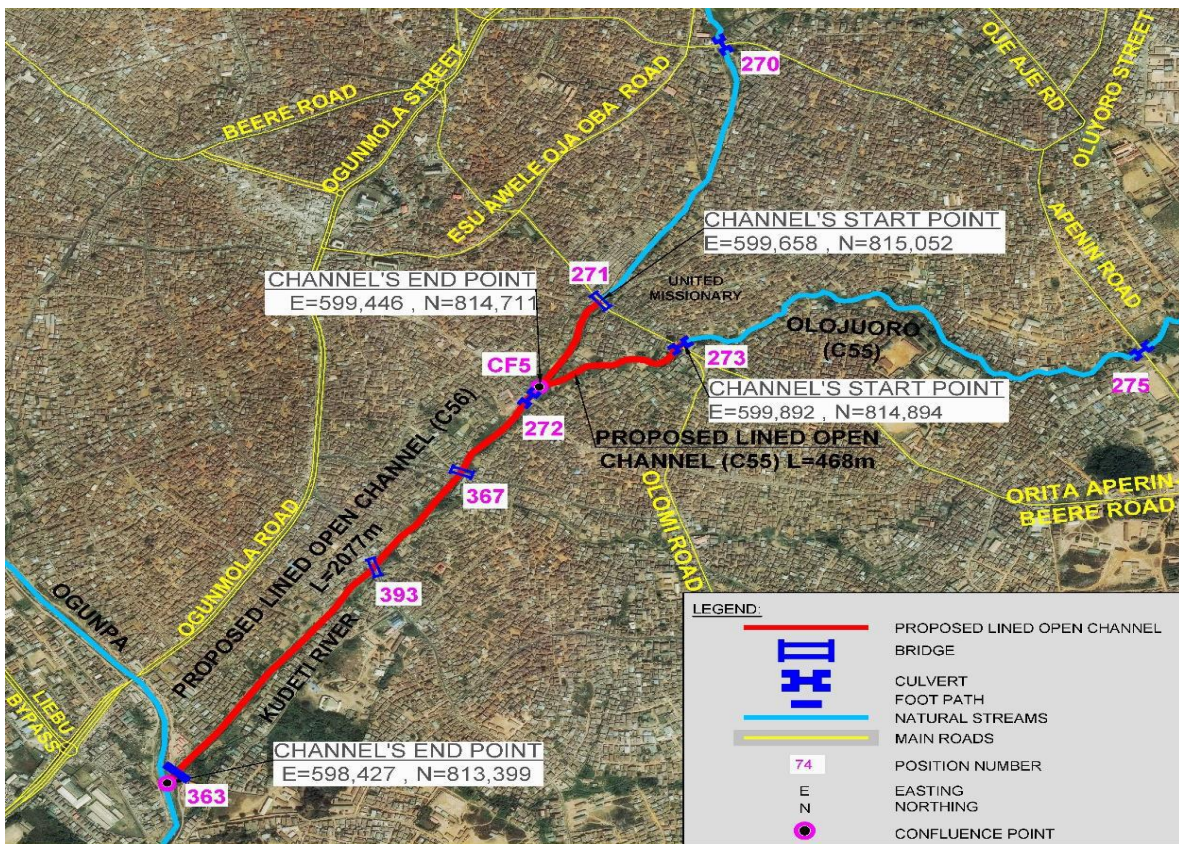 270
OJE AJE RD
OLUYORO STREET
BEERE ROAD
OGUNMOLA STREET
ESU AWELE OJA OBA ROAD
APENIN ROAD
CHANNEL'S START POINT
E=599,658 , N=815,052
271
CHANNEL'S END POINT
E=599,446 , N=814,711
UNITED
MISSIONARY
OLOJUORO
(C55)
273
275
CF5
CHANNEL'S START POINT
E=599,892 , N=814,894
272
PROPOSED LINED OPEN
CHANNEL (C55) L=468m
367
OLOMI ROAD
ORITA APERIN-
BEERE ROAD
PROPOSED LINED OPEN CHANNEL (C56)
L=2077m
OGUNMOLA ROAD
393
KUDETI RIVER
OGUNPA
LIEBU
BYPASS
CHANNEL'S END POINT
E=598,427 , N=813,399
363
LEGEND:
PROPOSED LINED OPEN CHANNEL
BRIDGE
CULVERT
FOOT PATH
NATURAL STREAMS
MAIN ROADS
74 POSITION NUMBER
E EASTING
N NORTHING
CONFLUENCE POINT